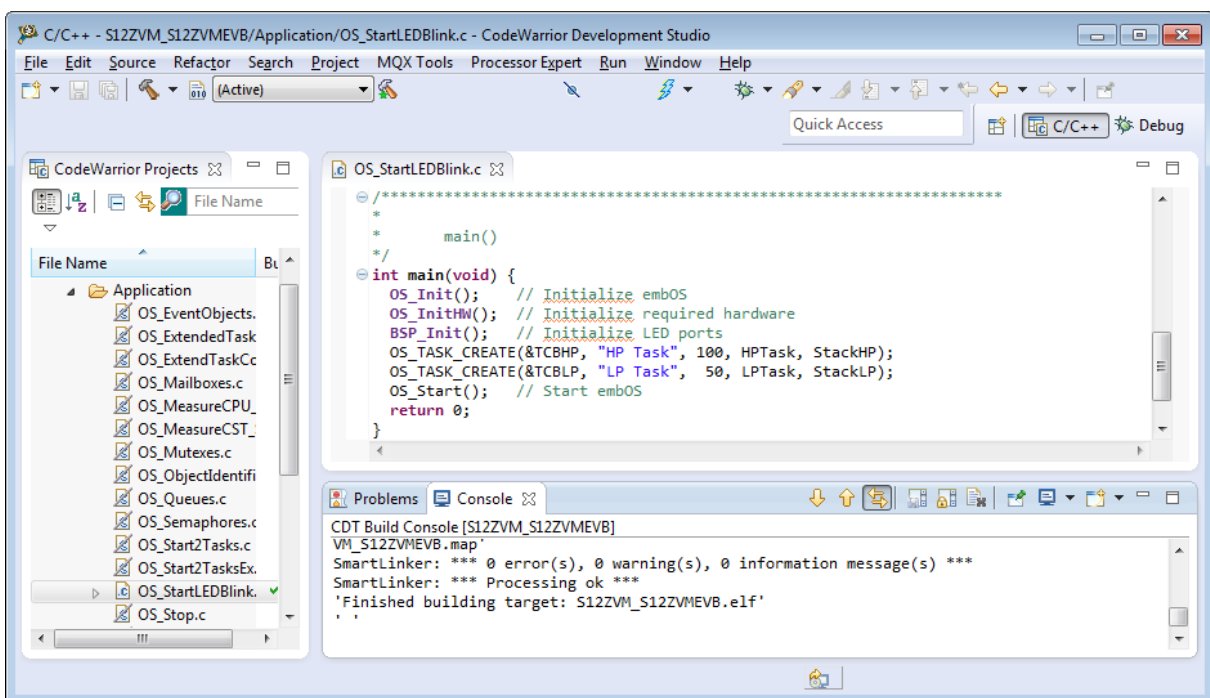 C/C++ - S12ZVM_S12ZVMEVB/Application/OS_StartLEDBlink.c - CodeWarrior Development Studio
File Edit Source Refactor Search Project MQX Tools Processor Expert Run Window Help
010 (Active)
Quick Access C/C++ Debug
CodeWarrior Projects
File Name
File Name Bu
Application
OS_EventObjects.
OS_ExtendedTask
OS_ExtendTaskCo
OS_Mailboxes.c
OS_MeasureCPU_
OS_MeasureCST_
OS_Mutexes.c
OS_ObjectIdentifi
OS_Queues.c
OS_Semaphores.c
OS_Start2Tasks.c
OS_Start2TasksEx.
OS_StartLEDBlink.
OS_Stop.c
OS_StartLEDBlink.c
/*************************************************************************
*
* main()
*/
int main(void) {
OS_Init(); // Initialize embOS
OS_InitHW(); // Initialize required hardware
BSP_Init(); // Initialize LED ports
OS_TASK_CREATE(&TCBHP, "HP Task", 100, HPTask, StackHP);
OS_TASK_CREATE(&TCBLP, "LP Task", 50, LPTask, StackLP);
OS_Start(); // Start embOS
return 0;
}
Problems Console
CDT Build Console [S12ZVM_S12ZVMEVB]
VM_S12ZVMEVB.map'
SmartLinker: *** 0 error(s), 0 warning(s), 0 information message(s) ***
SmartLinker: *** Processing ok ***
'Finished building target: S12ZVM_S12ZVMEVB.elf'
' '